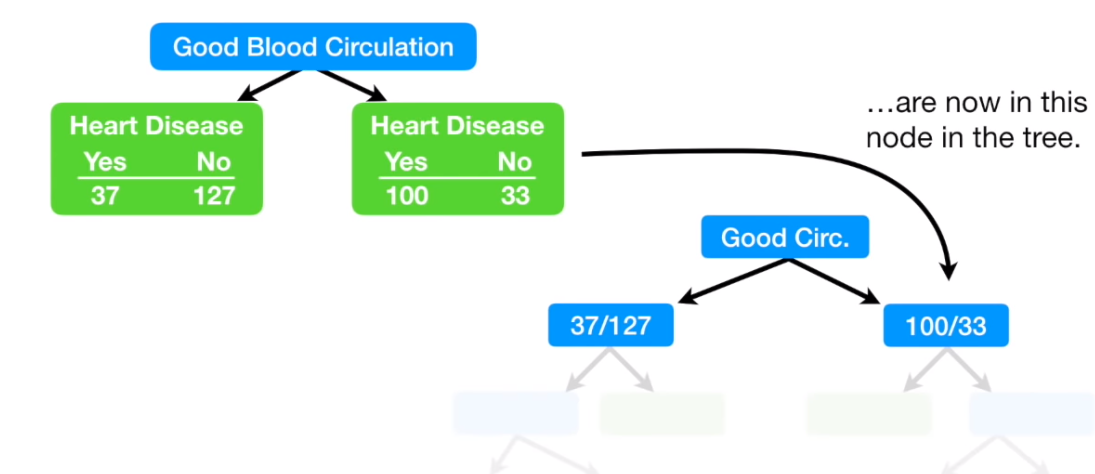 Good Blood Circulation
Heart Disease
Yes No
37 127
Heart Disease
Yes No
100 33
…are now in this
node in the tree.
Good Circ.
37/127
100/33